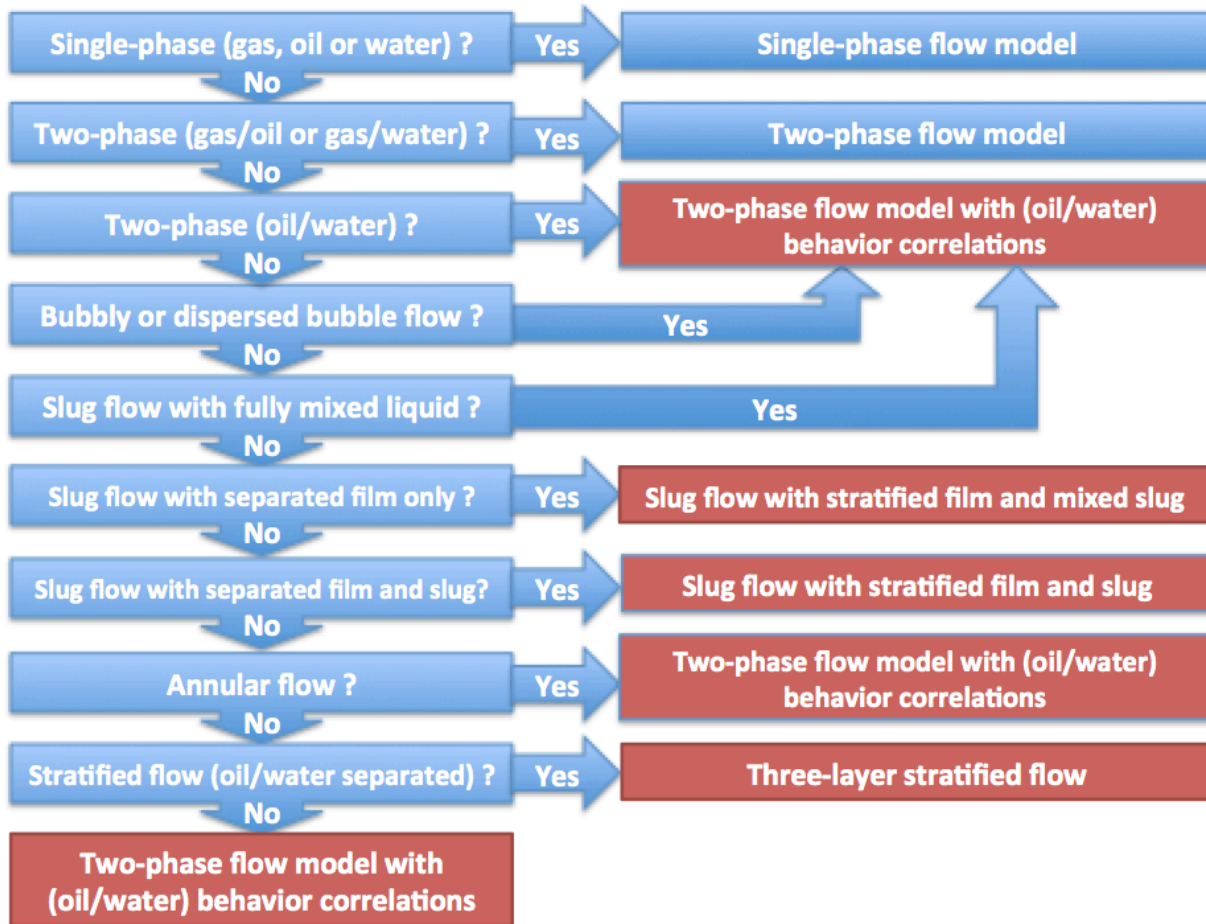 Single-phase (gas, oil or water) ?
Yes
Single-phase flow model
No
Two-phase (gas/oil or gas/water) ?
Yes
Two-phase flow model
No
Two-phase (oil/water) ?
Yes
Two-phase flow model with (oil/water)
behavior correlations
No
Bubbly or dispersed bubble flow ?
Yes
No
Slug flow with fully mixed liquid ?
Yes
No
Slug flow with separated film only ?
Yes
Slug flow with stratified film and mixed slug
No
Slug flow with separated film and slug?
Yes
Slug flow with stratified film and slug
No
Annular flow ?
Yes
Two-phase flow model with (oil/water)
behavior correlations
No
Stratified flow (oil/water separated) ?
Yes
Three-layer stratified flow
No
Two-phase flow model with
(oil/water) behavior correlations